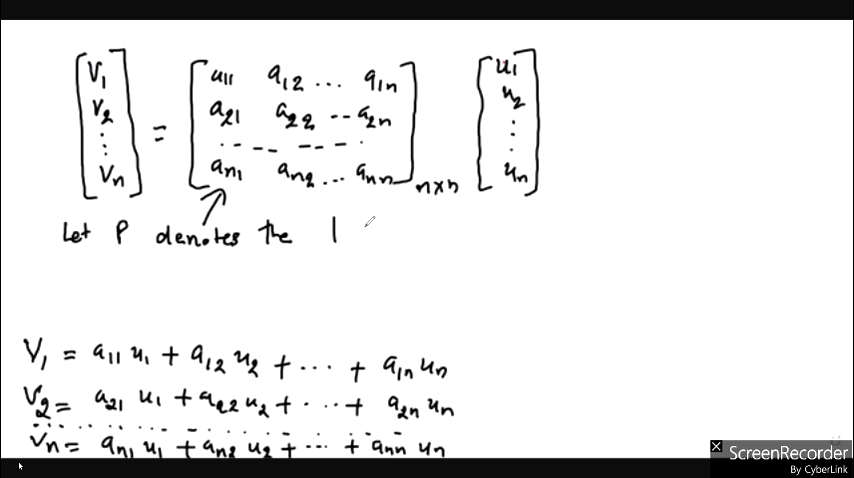 [V1] = [u11 a12 ... a1n] [u1]
[V2] [a21 a22 -- a2n] [u2]
[⋮] [. -- -- - -- .] [⋮]
[Vn] [an1 an2 ... ann]n×n [un]
Let P denotes the |
V1 = a11 u1 + a12 u2 + ... + a1n un
V2 = a21 u1 + a22 u2 + ... + a2n un
Vn = an1 u1 + an2 u2 + ... + ann un
ScreenRecorder
By CyberLink